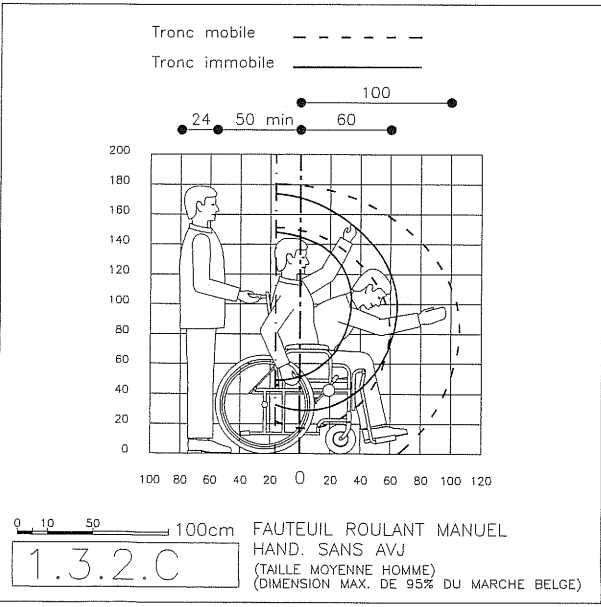 Tronc mobile
Tronc immobile
100
24 50 min 60
200
180
160
140
120
100
80
60
40
20
0
100 80 60 40 20 0 20 40 60 80 100 120
0 10 50 100cm
1.3.2.C
FAUTEUIL ROULANT MANUEL
HAND. SANS AVJ
(TAILLE MOYENNE HOMME)
(DIMENSION MAX. DE 95% DU MARCHE BELGE)